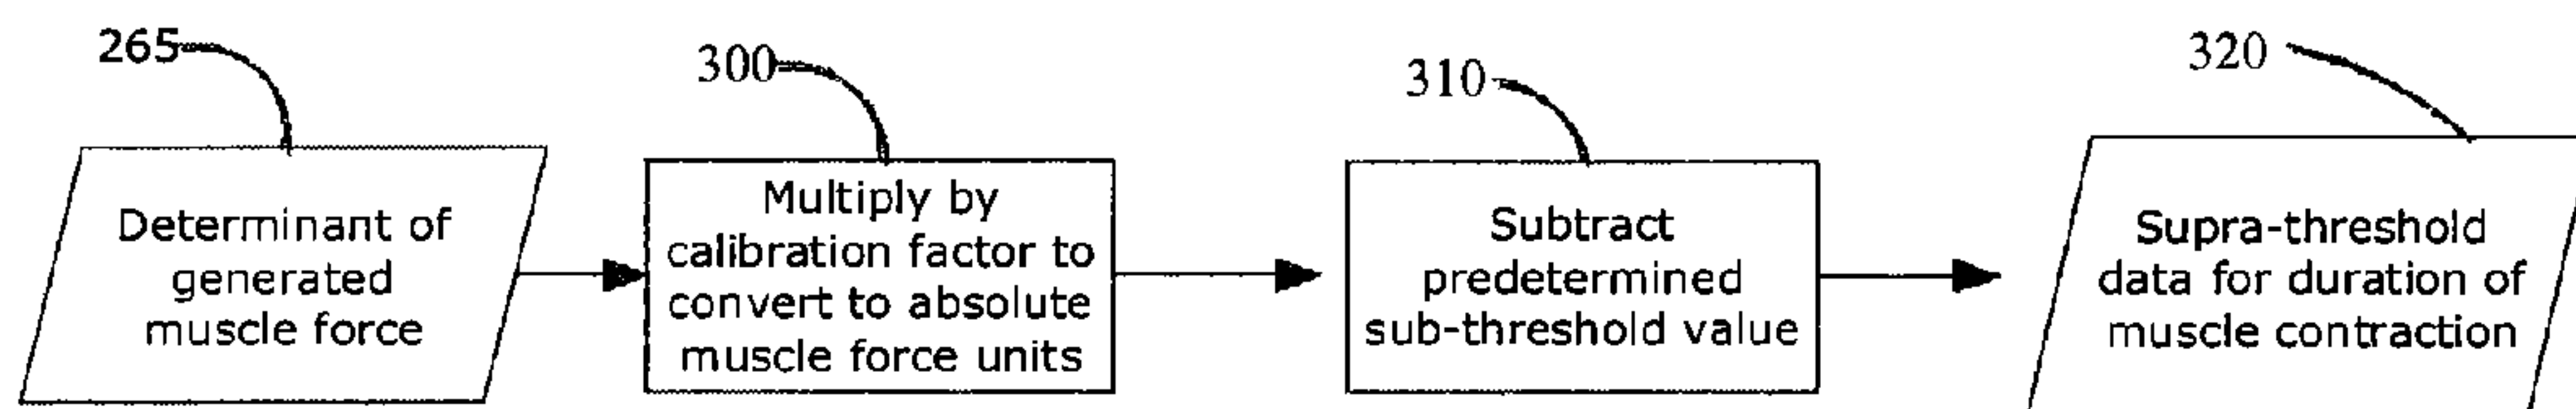 265
300
310
320
Determinant of
generated
muscle force
Multiply by
calibration factor to
convert to absolute
muscle force units
Subtract
predetermined
sub-threshold value
Supra-threshold
data for duration of
muscle contraction